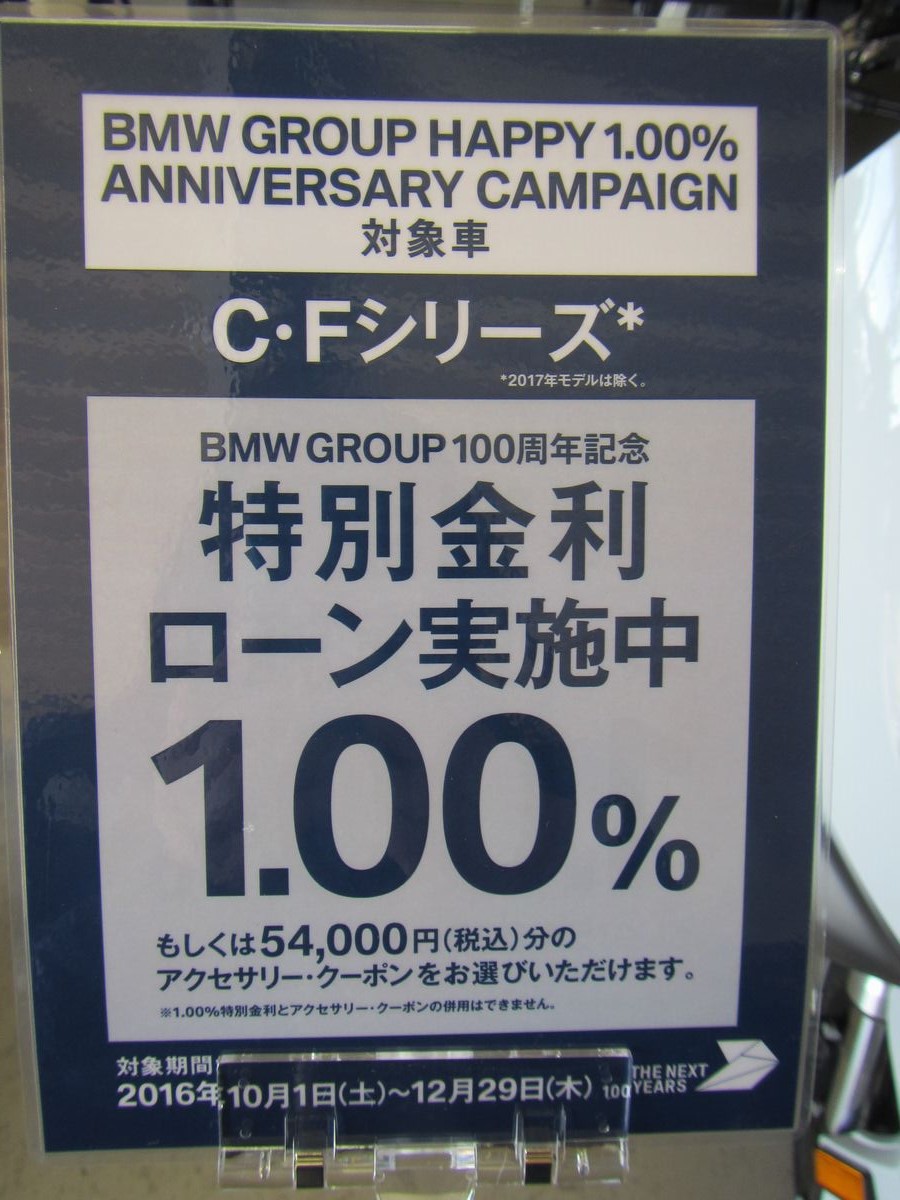 BMW GROUP HAPPY 1.00%
ANNIVERSARY CAMPAIGN
対象車
C・Fシリーズ*
*2017年モデルは除く。
BMW GROUP 100周年記念
特別金利
ローン実施中
1.00%
もしくは54,000円(税込)分の
アクセサリー・クーポンをお選びいただけます。
※1.00%特別金利とアクセサリー・クーポンの併用はできません。
対象期間
2016年10月1日(土)〜12月29日(木)
THE NEXT
100 YEARS